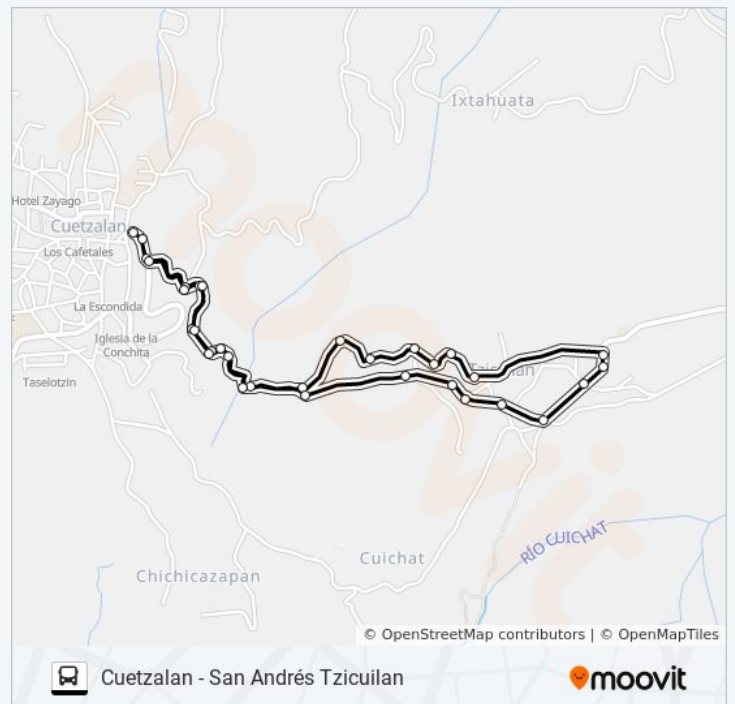 Ixtahuata
Hotel Zayago
Cuetzalan
Los Cafetales
La Escondida
Iglesia de la
Conchita
Taselotzin
Tzicuilan
RÍO CUICHAT
Cuichat
Chichicazapan
© OpenStreetMap contributors | © OpenMapTiles
Cuetzalan - San Andrés Tzicuilan
moovit